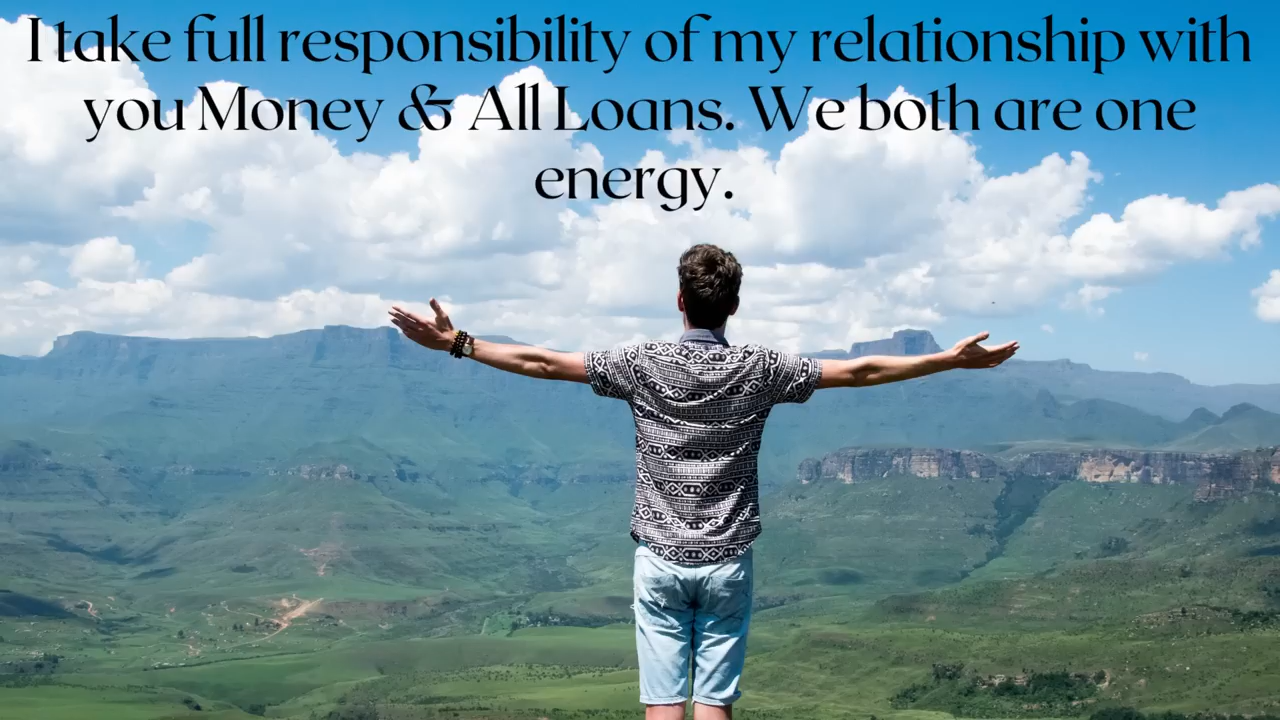 I take full responsibility of my relationship with
you Money & All Loans. We both are one
energy.